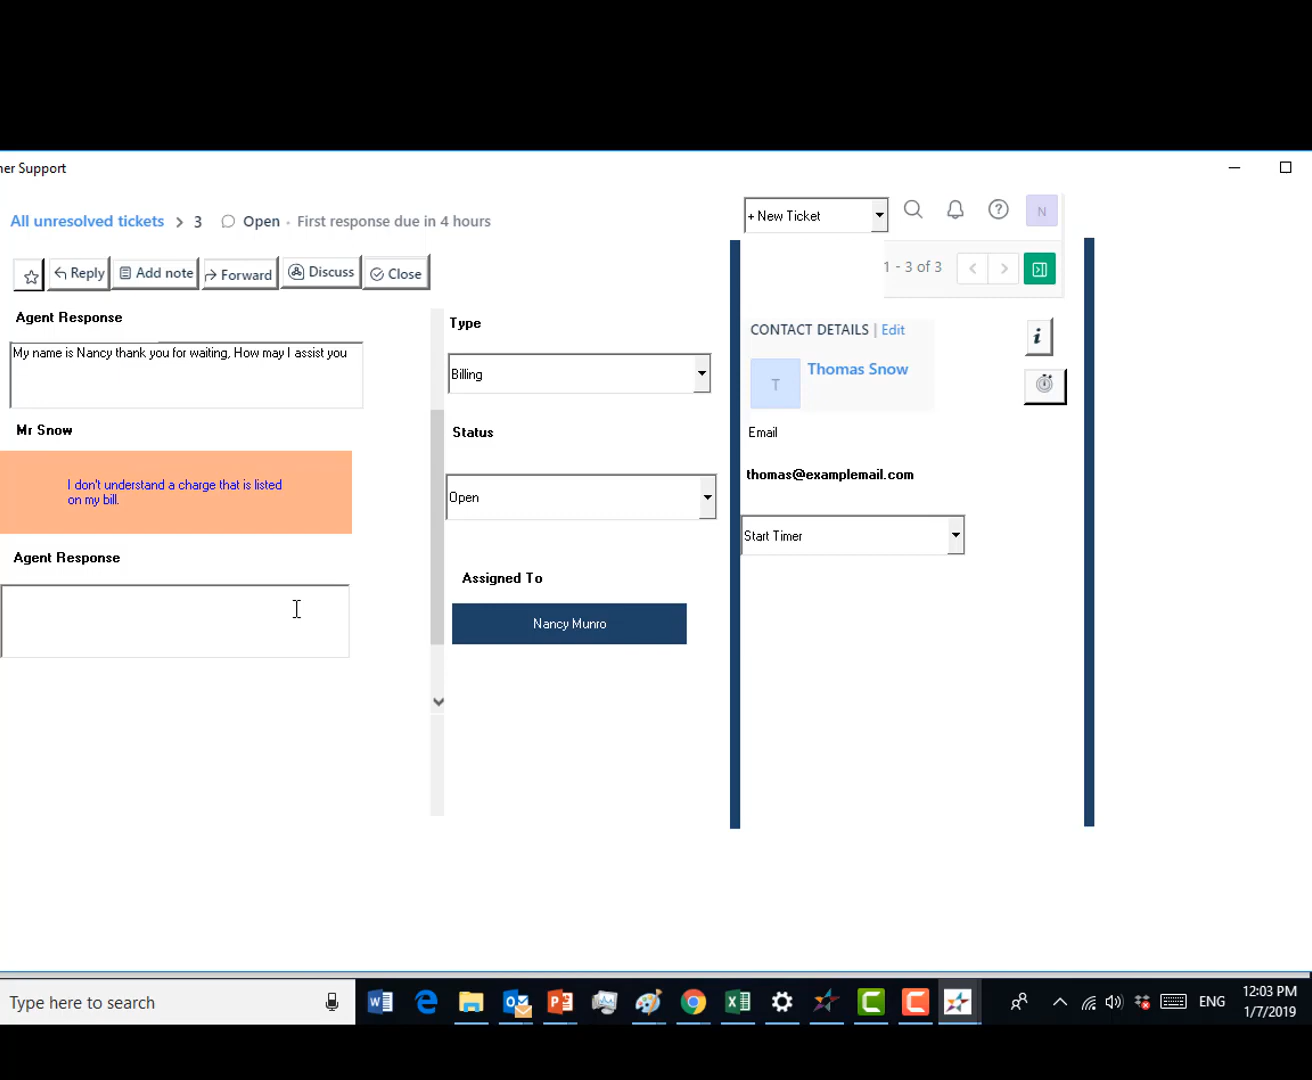 ner Support
All unresolved tickets > 3 Open - First response due in 4 hours
+ New Ticket
N
Reply Add note Forward Discuss Close
1 - 3 of 3
Agent Response
My name is Nancy thank you for waiting, How may I assist you
Mr Snow
I don't understand a charge that is listed
on my bill.
Agent Response
Type
Billing
Status
Open
Assigned To
Nancy Munro
CONTACT DETAILS | Edit
i
T
Thomas Snow
Email
thomas@examplemail.com
Start Timer
Type here to search
ENG
12:03 PM
1/7/2019